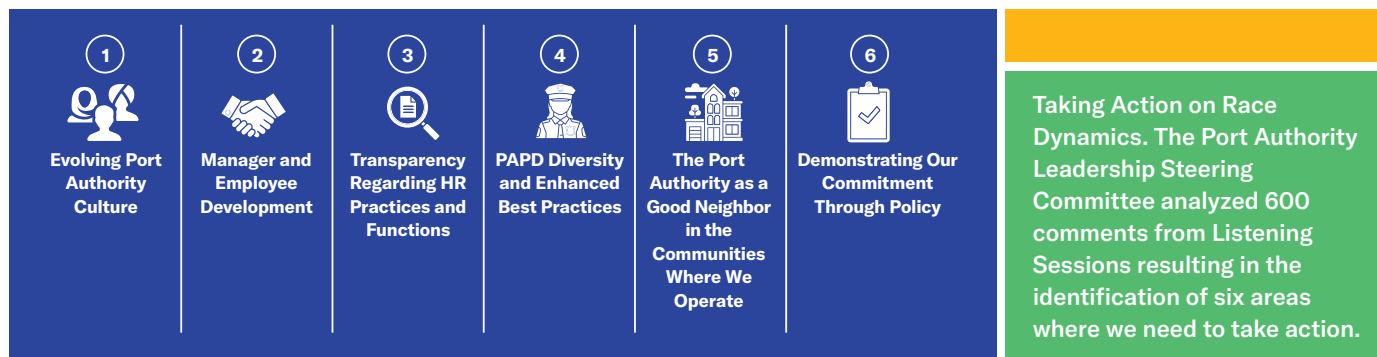 1
Evolving Port
Authority
Culture
2
Manager and
Employee
Development
3
Transparency
Regarding HR
Practices and
Functions
4
PAPD Diversity
and Enhanced
Best Practices
5
The Port
Authority as a
Good Neighbor
in the
Communities
Where We
Operate
6
Demonstrating Our
Commitment
Through Policy
Taking Action on Race
Dynamics. The Port Authority
Leadership Steering
Committee analyzed 600
comments from Listening
Sessions resulting in the
identification of six areas
where we need to take action.